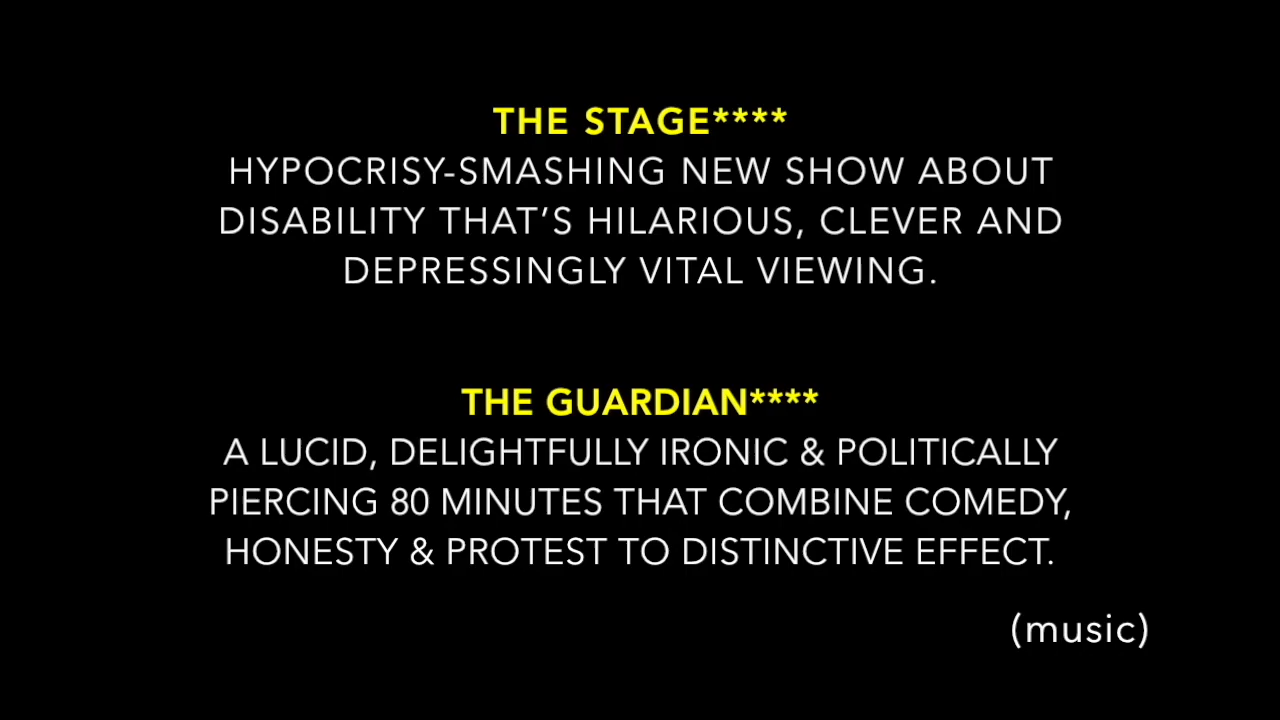 THE STAGE****
HYPOCRISY-SMASHING NEW SHOW ABOUT
DISABILITY THAT’S HILARIOUS, CLEVER AND
DEPRESSINGLY VITAL VIEWING.
THE GUARDIAN****
A LUCID, DELIGHTFULLY IRONIC & POLITICALLY
PIERCING 80 MINUTES THAT COMBINE COMEDY,
HONESTY & PROTEST TO DISTINCTIVE EFFECT.
(music)